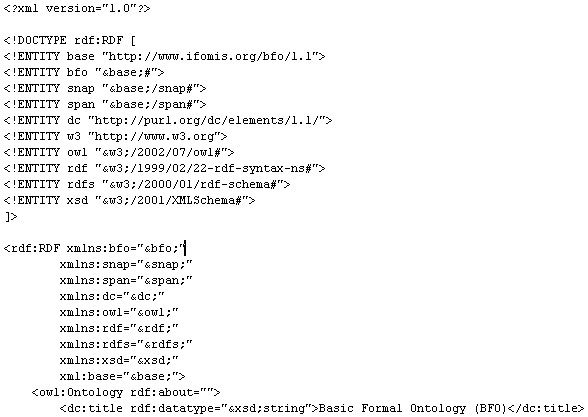 <?xml version="1.0"?>
<!DOCTYPE rdf:RDF [
<!ENTITY base "http://www.ifomis.org/bfo/1.1">
<!ENTITY bfo "&base;#">
<!ENTITY snap "&base;/snap#">
<!ENTITY span "&base;/span#">
<!ENTITY dc "http://purl.org/dc/elements/1.1/">
<!ENTITY w3 "http://www.w3.org">
<!ENTITY owl "&w3;/2002/07/owl#">
<!ENTITY rdf "&w3;/1999/02/22-rdf-syntax-ns#">
<!ENTITY rdfs "&w3;/2000/01/rdf-schema#">
<!ENTITY xsd "&w3;/2001/XMLSchema#">
]>
<rdf:RDF xmlns:bfo="&bfo;"
xmlns:snap="&snap;"
xmlns:span="&span;"
xmlns:dc="&dc;"
xmlns:owl="&owl;"
xmlns:rdf="&rdf;"
xmlns:rdfs="&rdfs;"
xmlns:xsd="&xsd;"
xml:base="&base;">
<owl:Ontology rdf:about="">
<dc:title rdf:datatype="&xsd;string">Basic Formal Ontology (BFO)</dc:title>